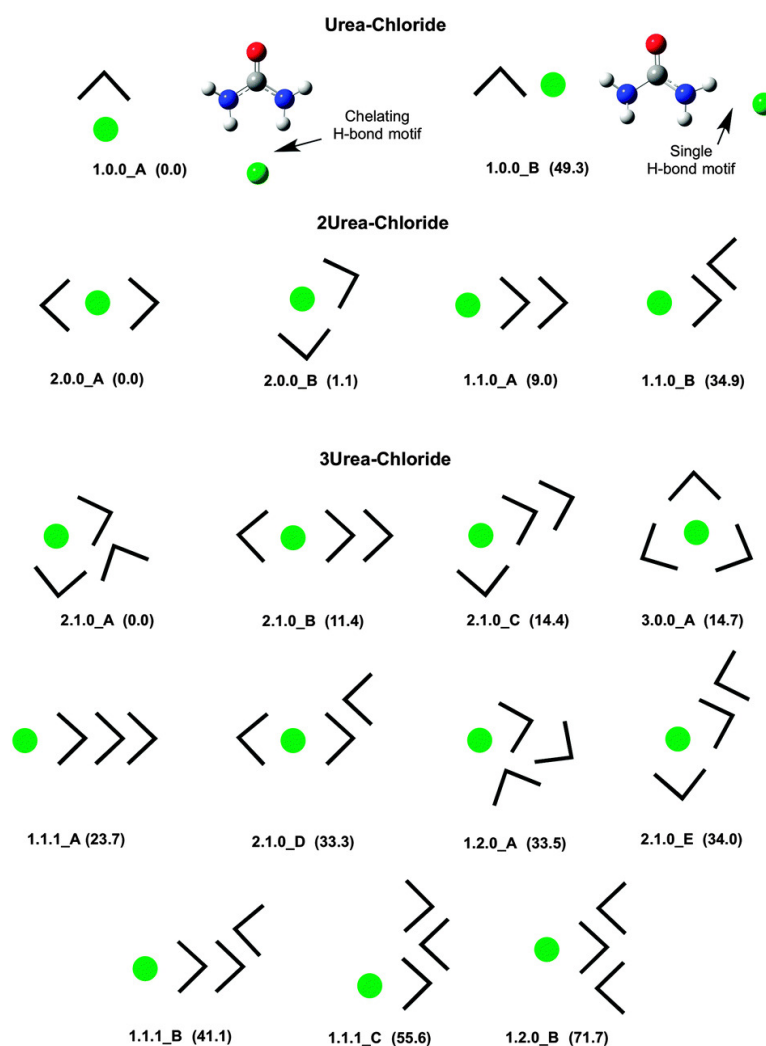 Urea-Chloride
Chelating
H-bond motif
Single
H-bond motif
1.0.0_A (0.0)
1.0.0_B (49.3)
2Urea-Chloride
2.0.0_A (0.0)
2.0.0_B (1.1)
1.1.0_A (9.0)
1.1.0_B (34.9)
3Urea-Chloride
2.1.0_A (0.0)
2.1.0_B (11.4)
2.1.0_C (14.4)
3.0.0_A (14.7)
1.1.1_A (23.7)
2.1.0_D (33.3)
1.2.0_A (33.5)
2.1.0_E (34.0)
1.1.1_B (41.1)
1.1.1_C (55.6)
1.2.0_B (71.7)